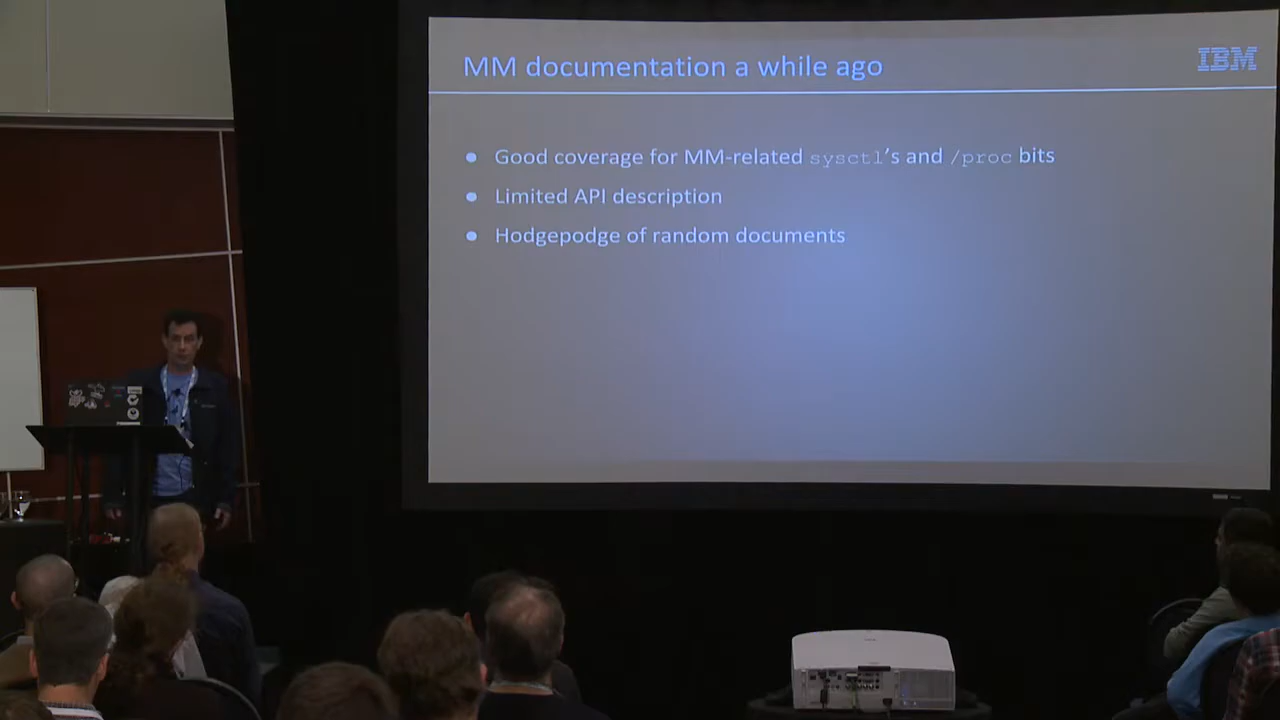 MM documentation a while ago
IBM
Good coverage for MM-related sysctl's and /proc bits
Limited API description
Hodgepodge of random documents